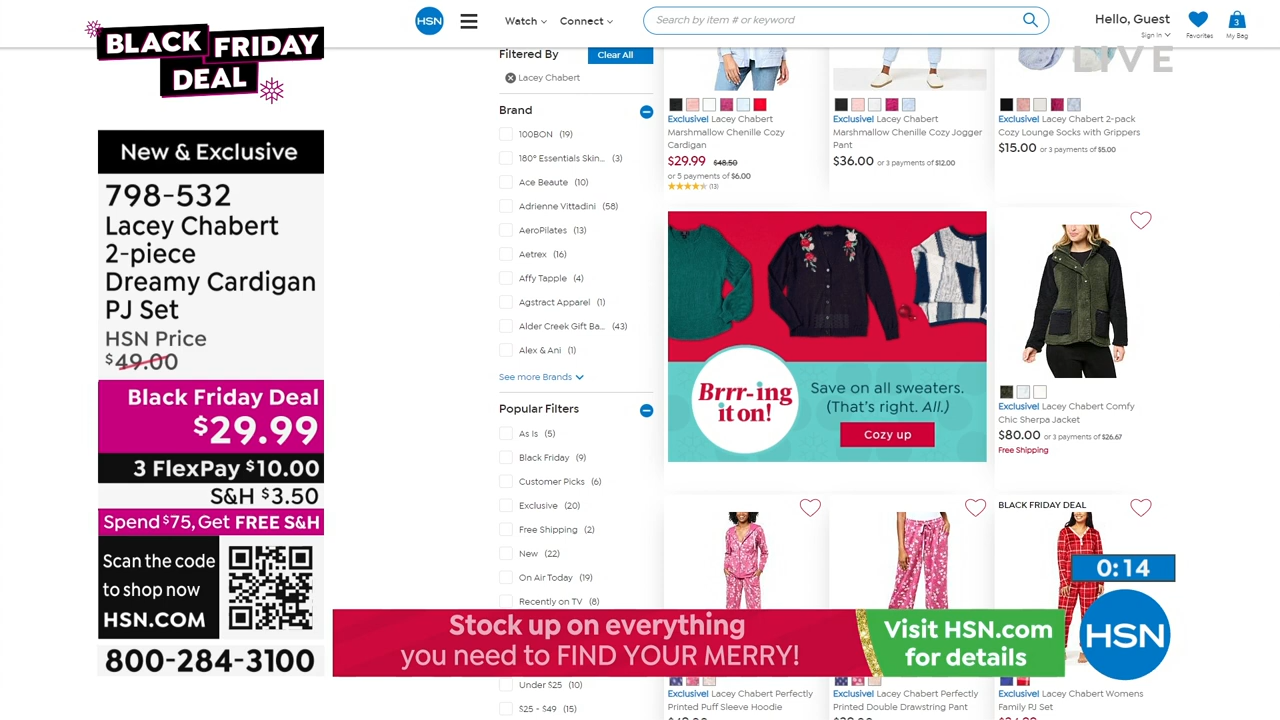 BLACK FRIDAY
DEAL
New & Exclusive
798-532
Lacey Chabert
2-piece
Dreamy Cardigan
PJ Set
HSN Price
$49.00
Black Friday Deal
$29.99
3 FlexPay $10.00
S&H $3.50
Spend $75, Get FREE S&H
Scan the code
to shop now
HSN.COM
800-284-3100
HSN
Watch
Connect
Search by item # or keyword
Hello, Guest
Sign in
Favorites
3
My Bag
LIVE
Filtered By
Clear All
Lacey Chabert
Brand
100BON (19)
180° Essentials Skin... (3)
Ace Beaute (10)
Adrienne Vittadini (58)
AeroPilates (13)
Aetrex (16)
Affy Tapple (4)
Agstract Apparel (1)
Alder Creek Gift Ba... (43)
Alex & Ani (1)
See more Brands
Popular Filters
As Is (5)
Black Friday (9)
Customer Picks (6)
Exclusive (20)
Free Shipping (2)
New (22)
On Air Today (19)
Recently on TV (8)
Under $25 (10)
$25 - $49 (15)
Exclusive! Lacey Chabert
Marshmallow Chenille Cozy
Cardigan
$29.99 $48.50
or 5 payments of $6.00
(13)
Exclusive! Lacey Chabert
Marshmallow Chenille Cozy Jogger
Pant
$36.00 or 3 payments of $12.00
Exclusive! Lacey Chabert 2-pack
Cozy Lounge Socks with Grippers
$15.00 or 3 payments of $5.00
Brrr-ing
it on!
Save on all sweaters.
(That's right. All.)
Cozy up
Exclusive! Lacey Chabert Comfy
Chic Sherpa Jacket
$80.00 or 3 payments of $26.67
Free Shipping
BLACK FRIDAY DEAL
0:14
Stock up on everything
you need to FIND YOUR MERRY!
Visit HSN.com
for details
HSN
Exclusive! Lacey Chabert Perfectly
Printed Puff Sleeve Hoodie
Exclusive! Lacey Chabert Perfectly
Printed Double Drawstring Pant
Exclusive! Lacey Chabert Womens
Family PJ Set